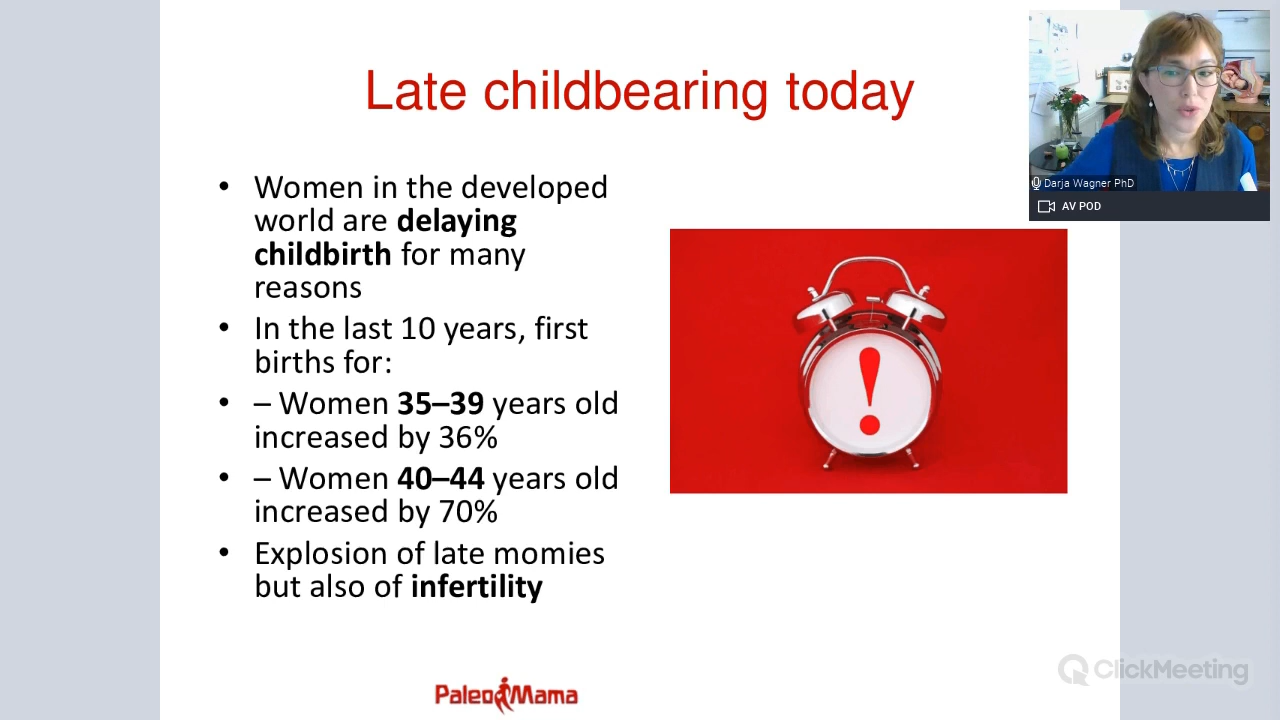 Late childbearing today
• Women in the developed
world are delaying
childbirth for many
reasons
• In the last 10 years, first
births for:
• – Women 35–39 years old
increased by 36%
• – Women 40–44 years old
increased by 70%
• Explosion of late momies
but also of infertility
!
Darja Wagner PhD
AV POD
PaleoMama
ClickMeeting